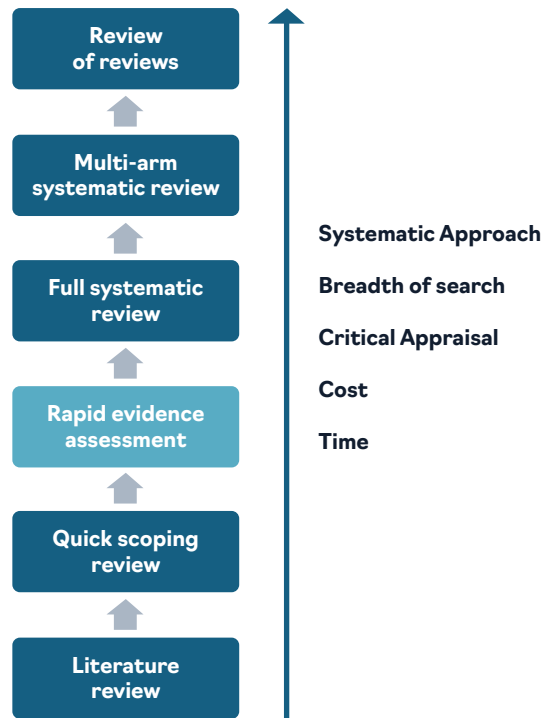 Review
of reviews
Multi-arm
systematic review
Full systematic
review
Rapid evidence
assessment
Quick scoping
review
Literature
review
Systematic Approach
Breadth of search
Critical Appraisal
Cost
Time